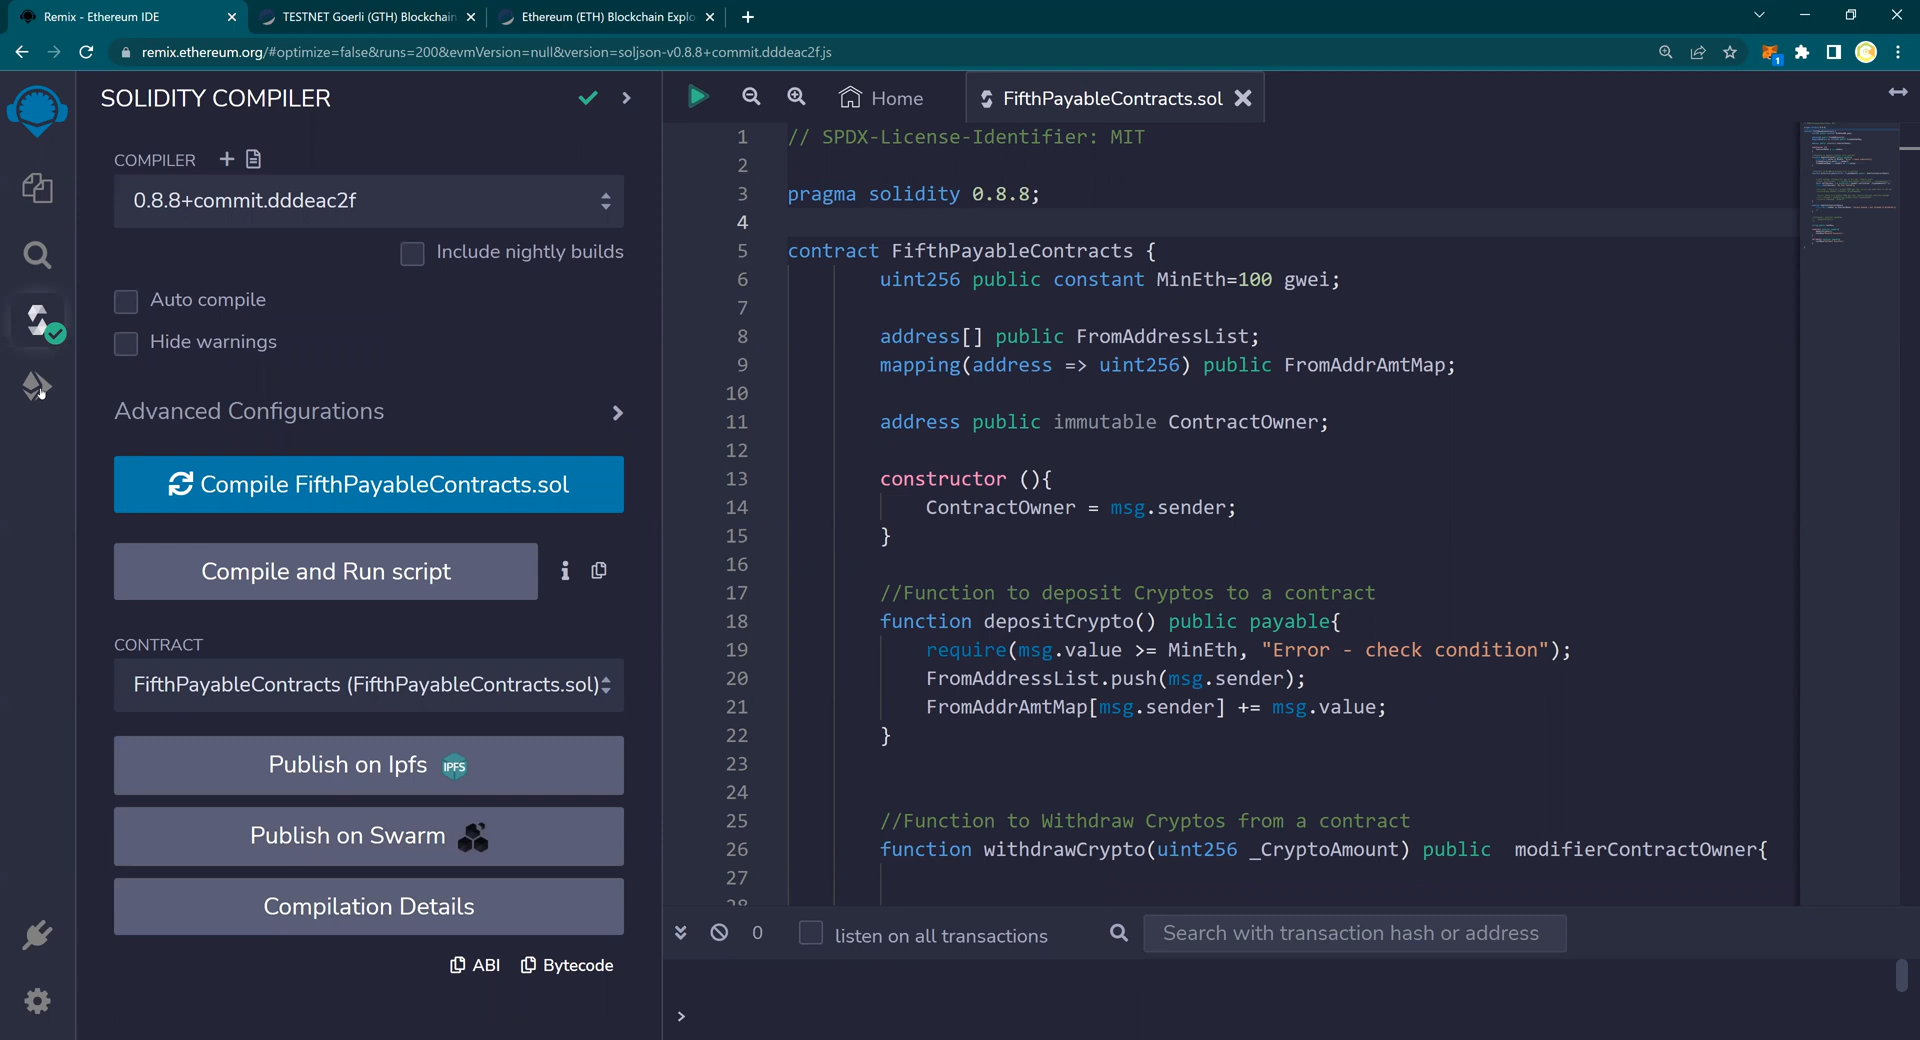 Remix - Ethereum IDE
TESTNET Goerli (GTH) Blockchain
Ethereum (ETH) Blockchain Explo
remix.ethereum.org/#optimize=false&runs=200&evmVersion=null&version=soljson-v0.8.8+commit.dddeac2f.js
1
SOLIDITY COMPILER
COMPILER
0.8.8+commit.dddeac2f
Include nightly builds
Auto compile
Hide warnings
Advanced Configurations
Compile FifthPayableContracts.sol
Compile and Run script
CONTRACT
FifthPayableContracts (FifthPayableContracts.sol)
Publish on Ipfs IPFS
Publish on Swarm
Compilation Details
ABI Bytecode
Home
FifthPayableContracts.sol
1 // SPDX-License-Identifier: MIT
2
3 pragma solidity 0.8.8;
4
5 contract FifthPayableContracts {
6 uint256 public constant MinEth=100 gwei;
7
8 address[] public FromAddressList;
9 mapping(address => uint256) public FromAddrAmtMap;
10
11 address public immutable ContractOwner;
12
13 constructor (){
14 ContractOwner = msg.sender;
15 }
16
17 //Function to deposit Cryptos to a contract
18 function depositCrypto() public payable{
19 require(msg.value >= MinEth, "Error - check condition");
20 FromAddressList.push(msg.sender);
21 FromAddrAmtMap[msg.sender] += msg.value;
22 }
23
24
25 //Function to Withdraw Cryptos from a contract
26 function withdrawCrypto(uint256 _CryptoAmount) public  modifierContractOwner{
27
28
0
listen on all transactions
Search with transaction hash or address
>